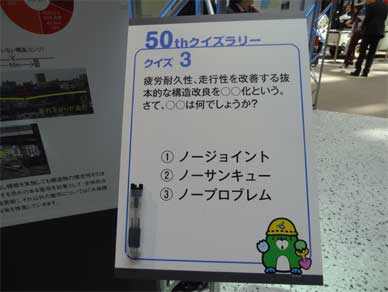 50thクイズラリー
クイズ 3
疲労耐久性、走行性を改善する抜
本的な構造改良を○○化という。
さて、○○は何でしょうか?
① ノージョイント
② ノーサンキュー
③ ノープロブレム